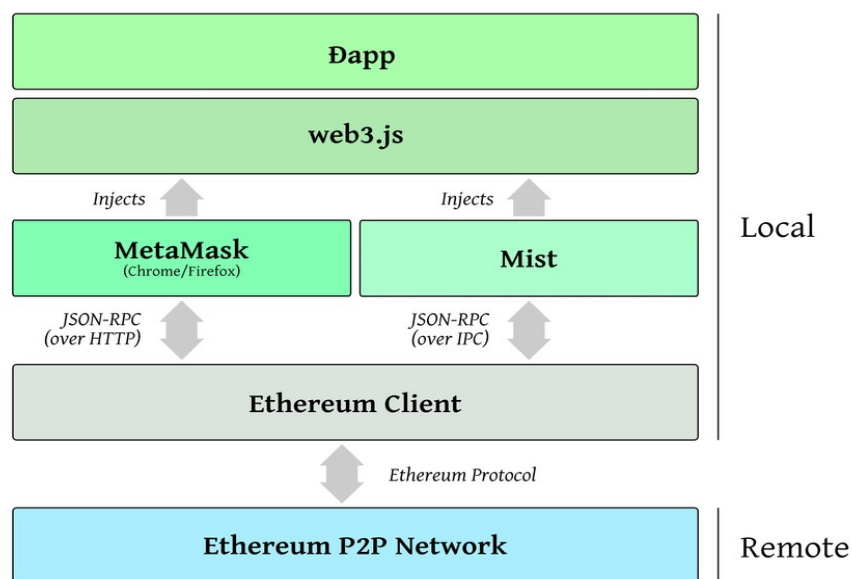 Đapp
web3.js
Injects
Injects
MetaMask
(Chrome/Firefox)
Mist
Local
JSON-RPC
(over HTTP)
JSON-RPC
(over IPC)
Ethereum Client
Ethereum Protocol
Ethereum P2P Network
Remote